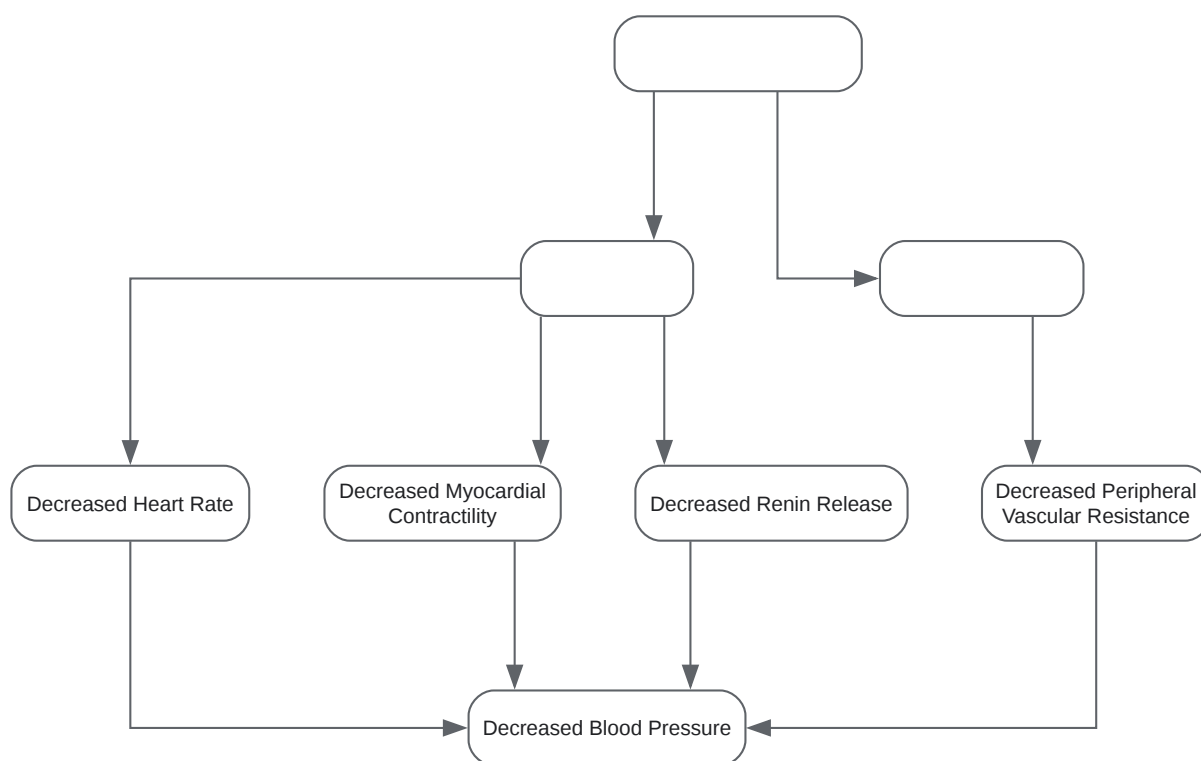 Decreased Heart Rate
Decreased Myocardial
Contractility
Decreased Renin Release
Decreased Peripheral
Vascular Resistance
Decreased Blood Pressure